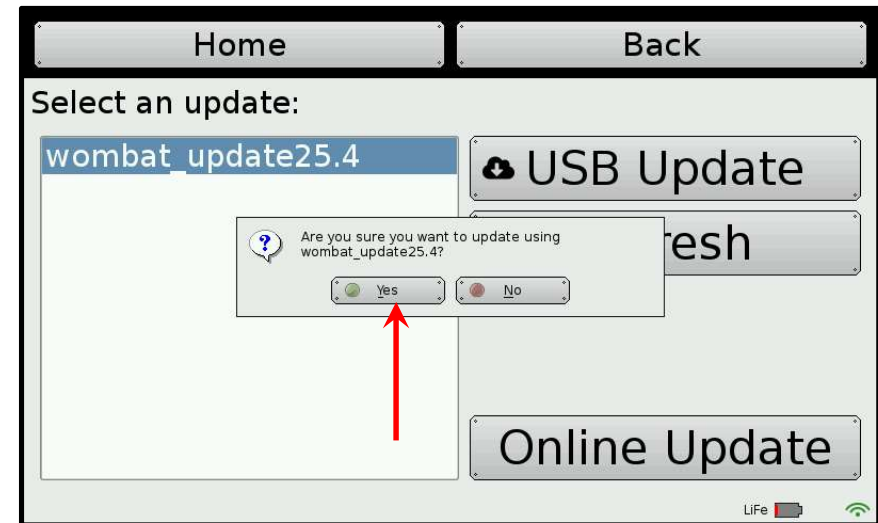 Home
Back
Select an update:
wombat_update25.4
USB Update
Are you sure you want to update using
wombat_update25.4?
Yes
No
esh
Online Update
LiFe